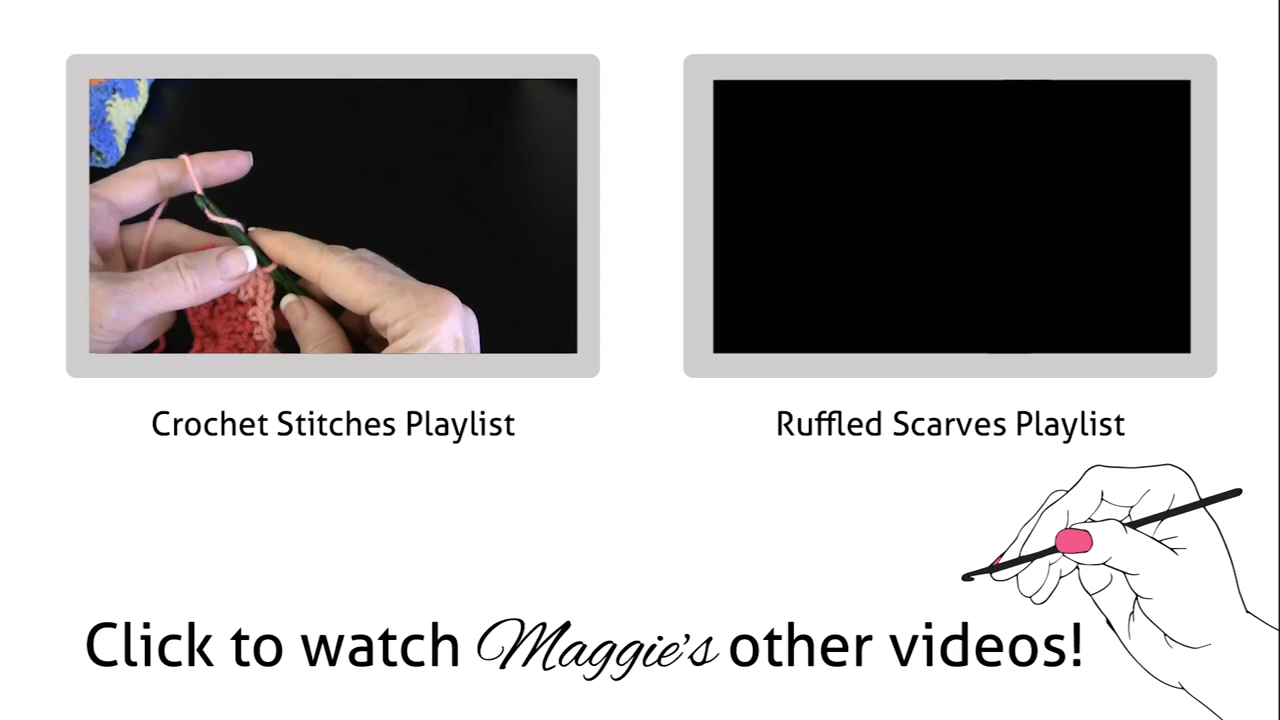 Crochet Stitches Playlist
Ruffled Scarves Playlist
Click to watch Maggie's other videos!